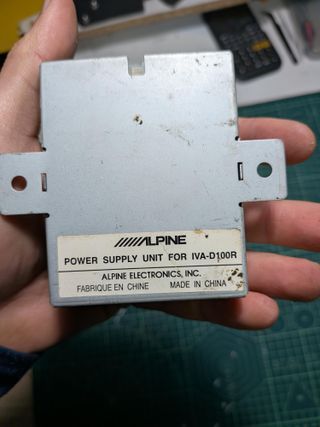 ALPINE
POWER SUPPLY UNIT FOR IVA-D100R
ALPINE ELECTRONICS, INC.
FABRIQUE EN CHINE MADE IN CHINA